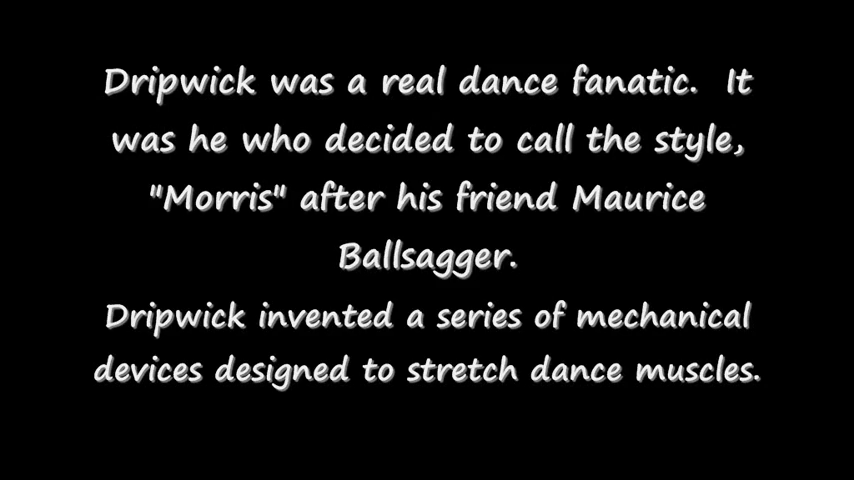 Dripwick was a real dance fanatic.  It
was he who decided to call the style,
"Morris" after his friend Maurice
Ballsagger.
Dripwick invented a series of mechanical
devices designed to stretch dance muscles.